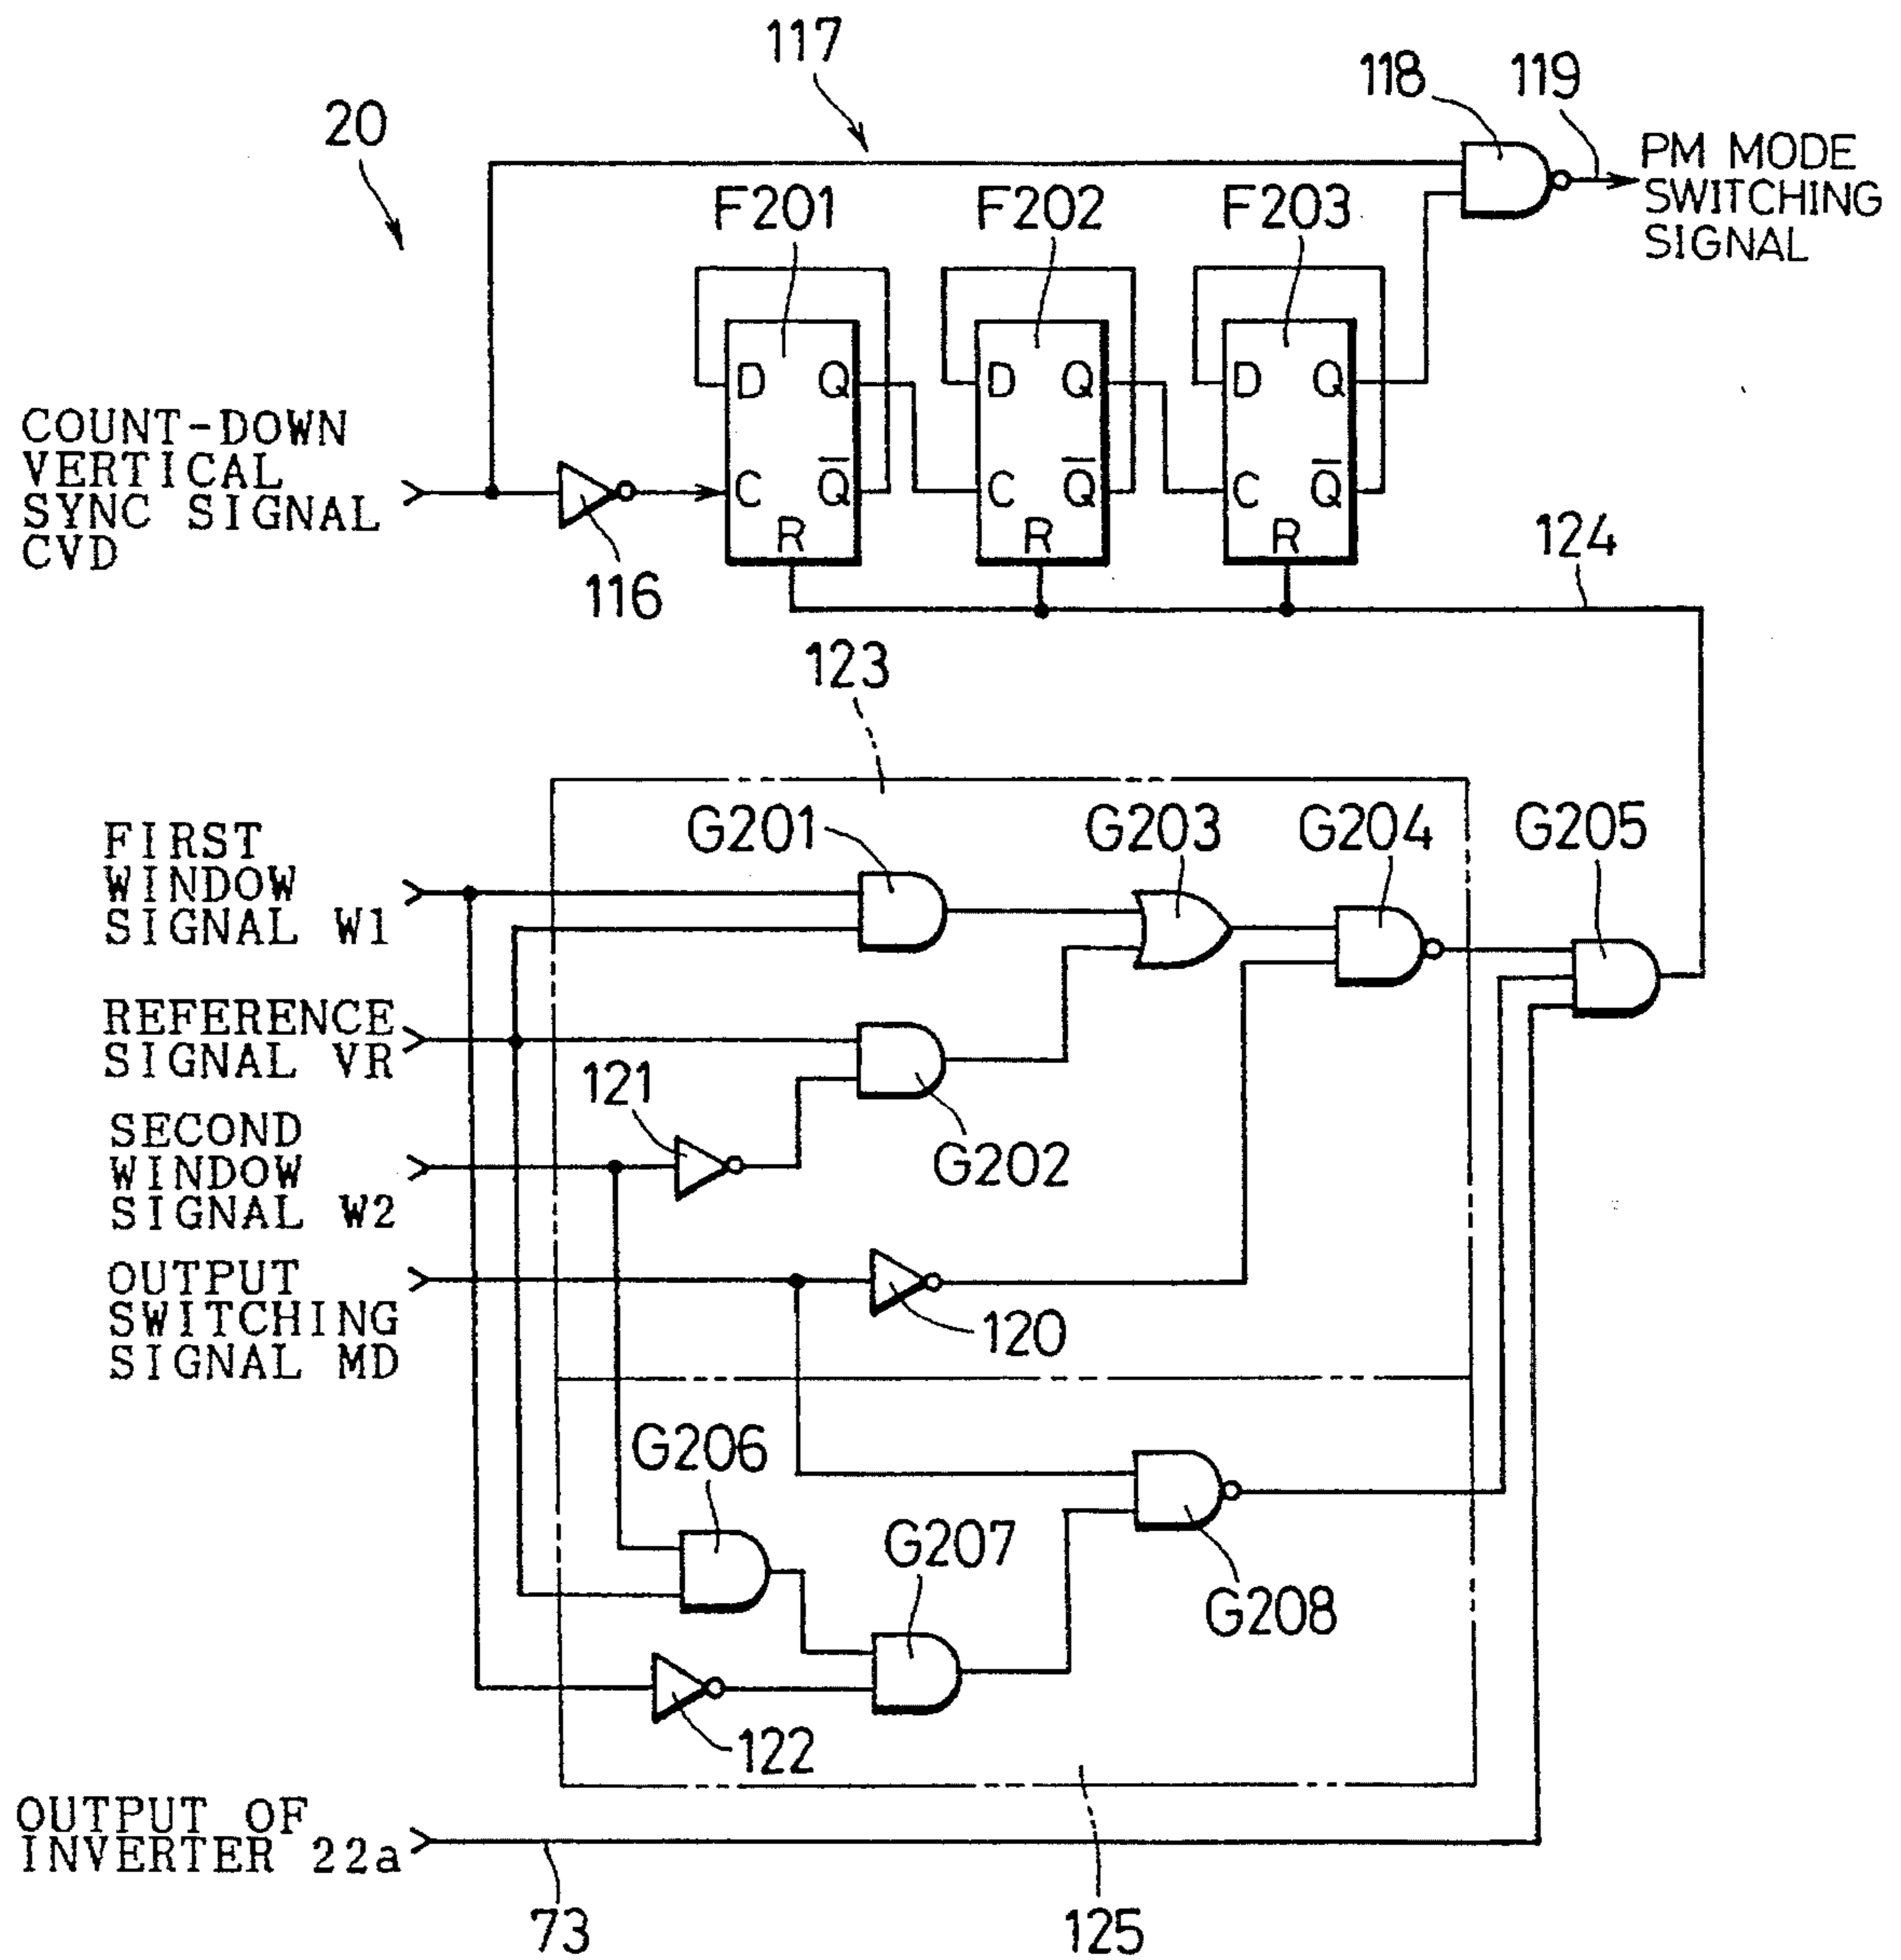 117
118
119
20
PM MODE
SWITCHING
SIGNAL
F201
F202
F203
D Q
D Q
D Q
COUNT-DOWN
VERTICAL
SYNC SIGNAL
CVD
C Q̅
C Q̅
C Q̅
R
R
R
116
124
123
FIRST
WINDOW
SIGNAL W1
G201
G203
G204
G205
REFERENCE
SIGNAL VR
121
G202
SECOND
WINDOW
SIGNAL W2
OUTPUT
SWITCHING
SIGNAL MD
120
G206
G207
G208
122
OUTPUT OF
INVERTER 22a
73
125